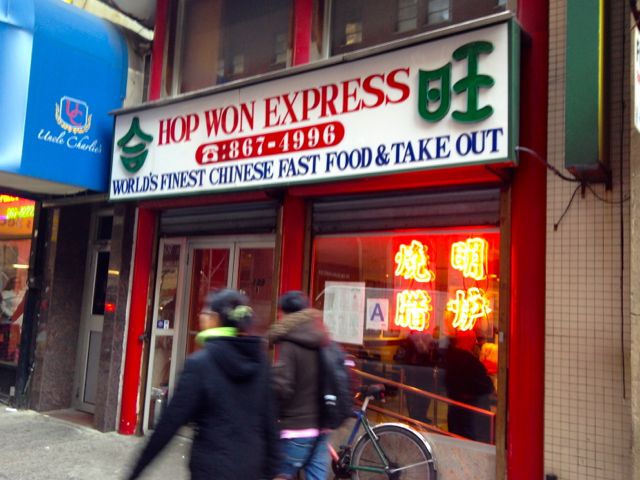 Uncle Charlie's
合 HOP WON EXPRESS 旺
☎:867-4996
WORLD'S FINEST CHINESE FAST FOOD & TAKE OUT
燒 明
腊 炉
A